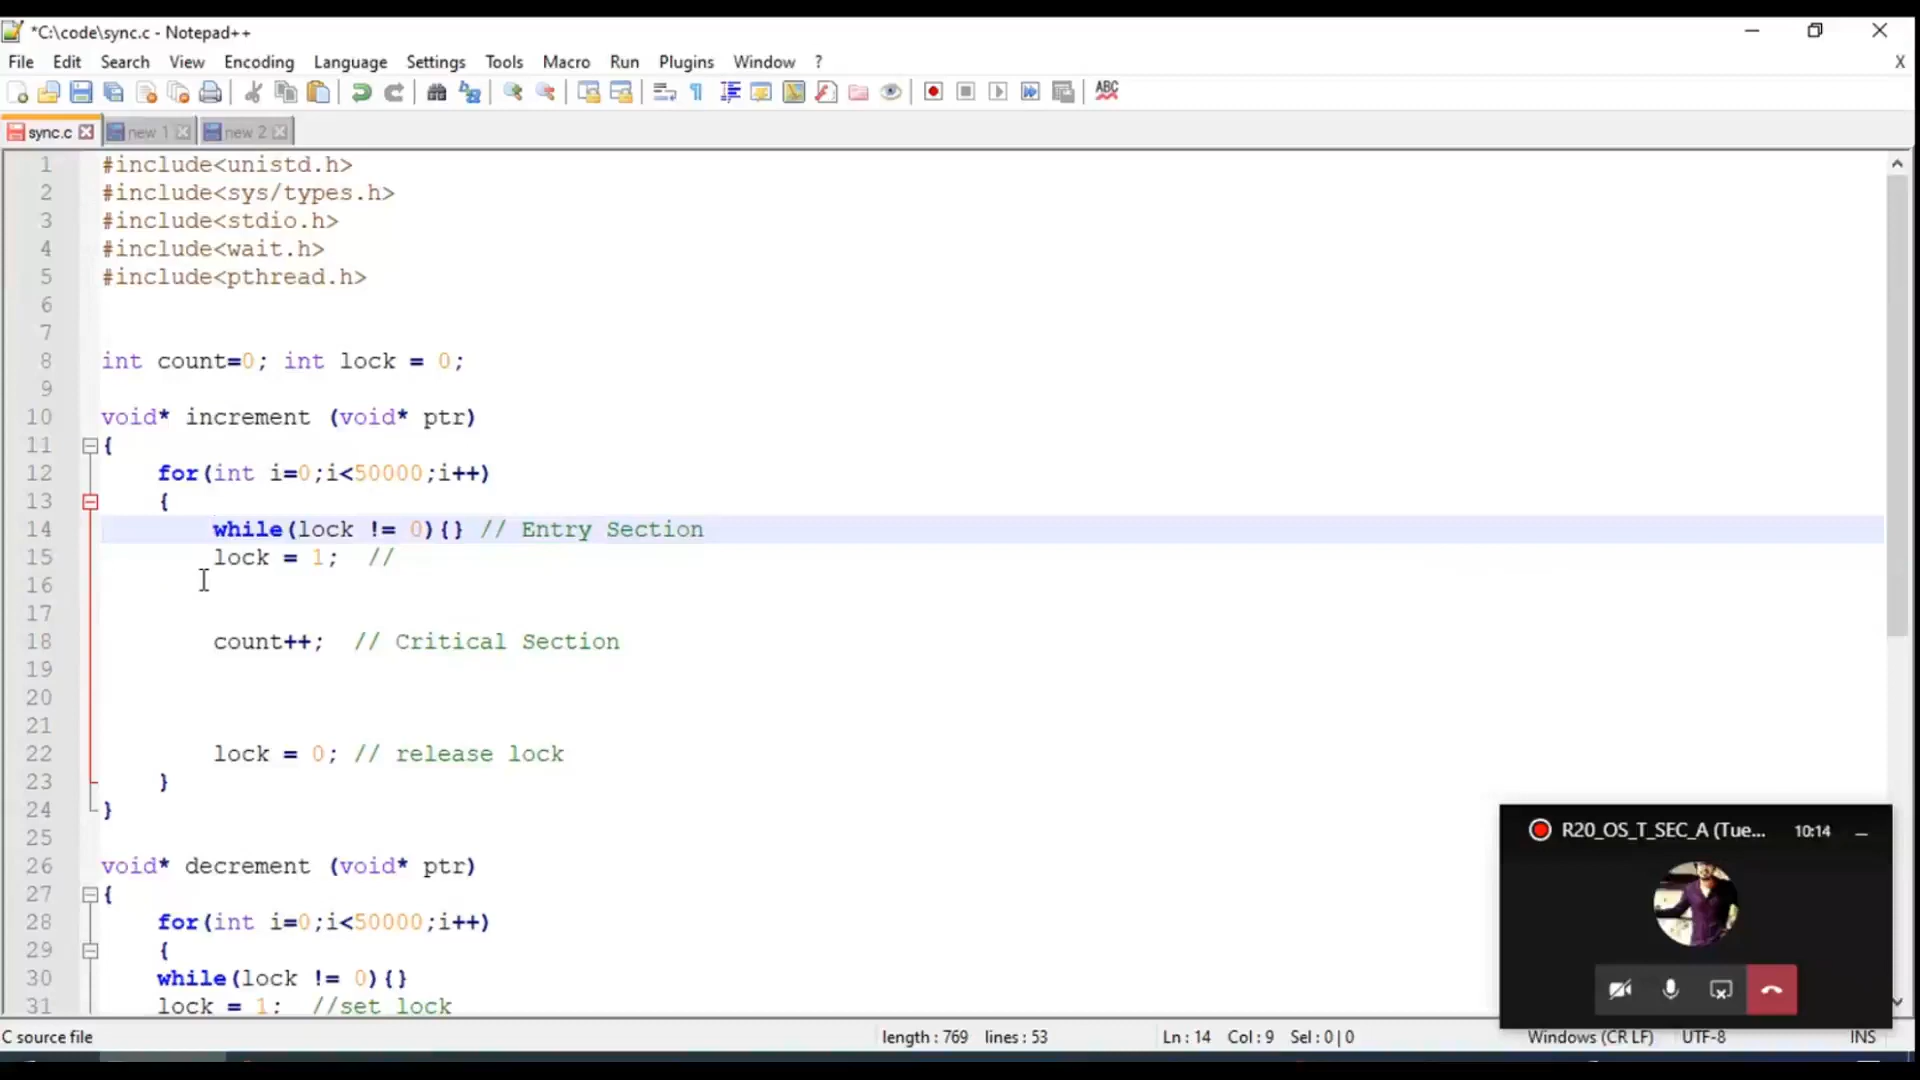 *C:\code\sync.c - Notepad++
File Edit Search View Encoding Language Settings Tools Macro Run Plugins Window ? X
ABC
sync.c new 1 new 2
1 #include<unistd.h>
2 #include<sys/types.h>
3 #include<stdio.h>
4 #include<wait.h>
5 #include<pthread.h>
6
7
8 int count=0; int lock = 0;
9
10 void* increment (void* ptr)
11 {
12 for(int i=0;i<50000;i++)
13 {
14 while(lock != 0){} // Entry Section
15 lock = 1; //
16
17
18 count++; // Critical Section
19
20
21
22 lock = 0; // release lock
23 }
24 }
25
26 void* decrement (void* ptr)
27 {
28 for(int i=0;i<50000;i++)
29 {
30 while(lock != 0){}
31 lock = 1; //set lock
R20_OS_T_SEC_A (Tue... 10:14
C source file length : 769 lines : 53 Ln : 14 Col : 9 Sel : 0 | 0 Windows (CR LF) UTF-8 INS